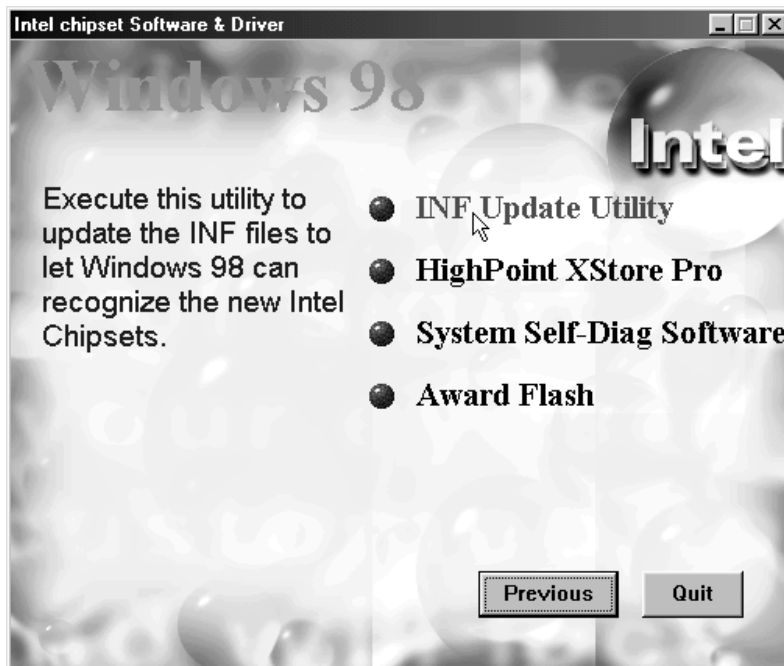 Intel chipset Software & Driver
Windows 98
Intel
Execute this utility to
update the INF files to
let Windows 98 can
recognize the new Intel
Chipsets.
INF Update Utility
HighPoint XStore Pro
System Self-Diag Software
Award Flash
Previous
Quit